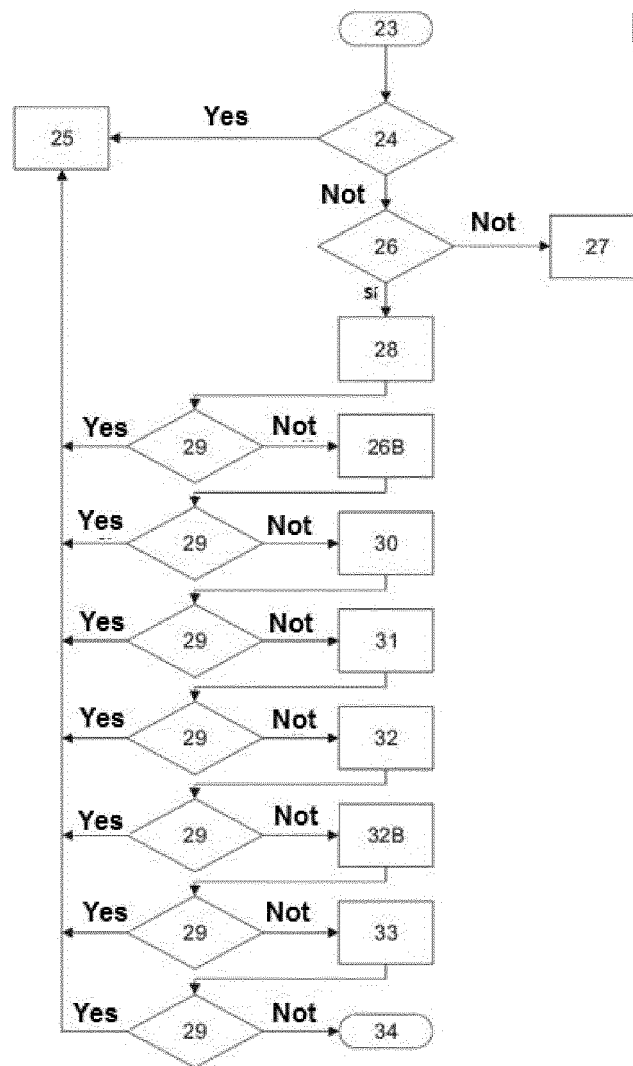 23
Yes
25
24
Not
Not
26
27
sí
28
Yes
Not
29
26B
Yes
Not
29
30
Yes
Not
29
31
Yes
Not
29
32
Yes
Not
29
32B
Yes
Not
29
33
Yes
Not
29
34